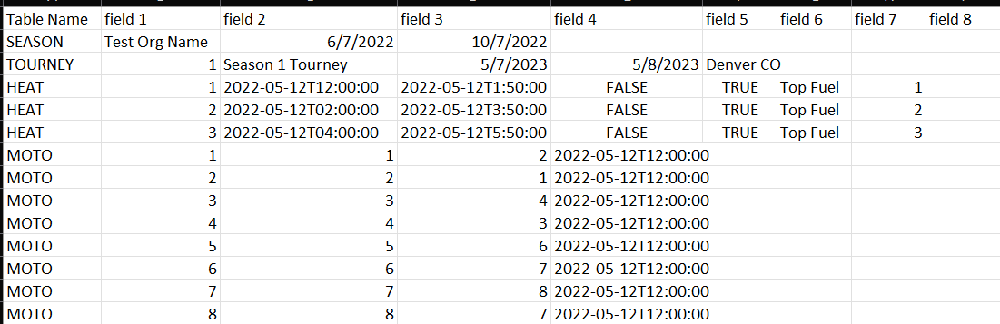 Table Name field 1 field 2 field 3 field 4 field 5 field 6 field 7 field 8
SEASON Test Org Name 6/7/2022 10/7/2022
TOURNEY 1 Season 1 Tourney 5/7/2023 5/8/2023 Denver CO
HEAT 1 2022-05-12T12:00:00 2022-05-12T1:50:00 FALSE TRUE Top Fuel 1
HEAT 2 2022-05-12T02:00:00 2022-05-12T3:50:00 FALSE TRUE Top Fuel 2
HEAT 3 2022-05-12T04:00:00 2022-05-12T5:50:00 FALSE TRUE Top Fuel 3
MOTO 1 1 2 2022-05-12T12:00:00
MOTO 2 2 1 2022-05-12T12:00:00
MOTO 3 3 4 2022-05-12T12:00:00
MOTO 4 4 3 2022-05-12T12:00:00
MOTO 5 5 6 2022-05-12T12:00:00
MOTO 6 6 7 2022-05-12T12:00:00
MOTO 7 7 8 2022-05-12T12:00:00
MOTO 8 8 7 2022-05-12T12:00:00